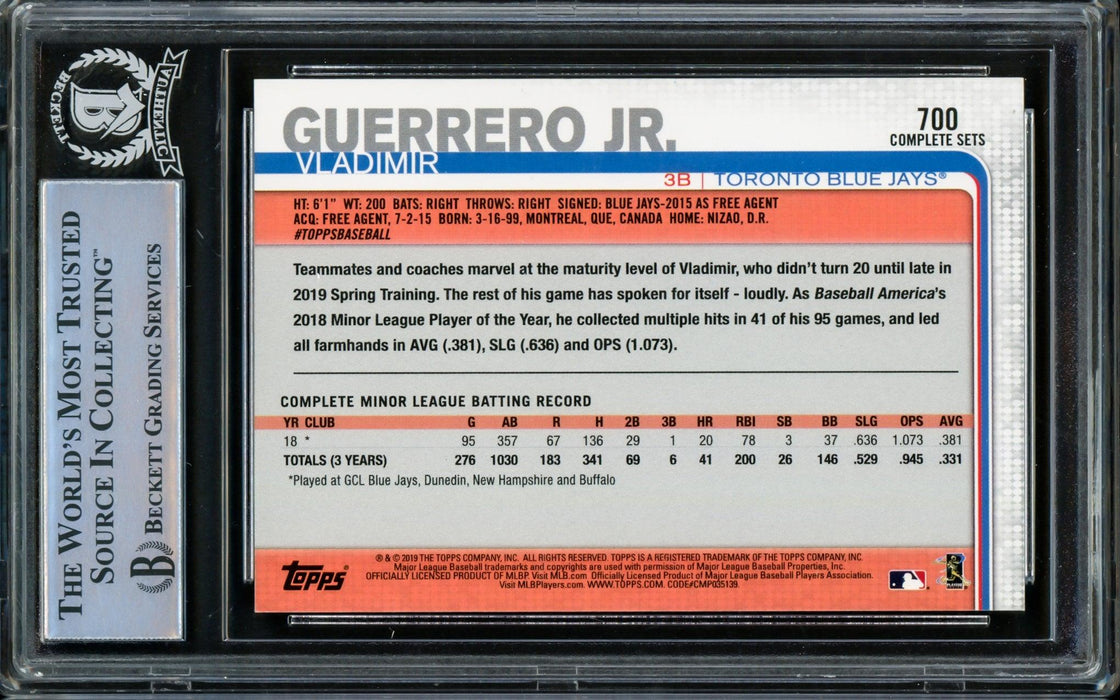 BECKETT AUTHENTIC
B
THE WORLD'S MOST TRUSTED
SOURCE IN COLLECTING™
B BECKETT GRADING SERVICES
GUERRERO JR.
VLADIMIR
700
COMPLETE SETS
3B | TORONTO BLUE JAYS®
HT: 6'1" WT: 200 BATS: RIGHT THROWS: RIGHT SIGNED: BLUE JAYS-2015 AS FREE AGENT
ACQ: FREE AGENT, 7-2-15 BORN: 3-16-99, MONTREAL, QUE, CANADA HOME: NIZAO, D.R.
#TOPPSBASEBALL
Teammates and coaches marvel at the maturity level of Vladimir, who didn't turn 20 until late in
2019 Spring Training. The rest of his game has spoken for itself - loudly. As Baseball America's
2018 Minor League Player of the Year, he collected multiple hits in 41 of his 95 games, and led
all farmhands in AVG (.381), SLG (.636) and OPS (1.073).
COMPLETE MINOR LEAGUE BATTING RECORD
YR CLUB G AB R H 2B 3B HR RBI SB BB SLG OPS AVG
18 * 95 357 67 136 29 1 20 78 3 37 .636 1.073 .381
TOTALS (3 YEARS) 276 1030 183 341 69 6 41 200 26 146 .529 .945 .331
*Played at GCL Blue Jays, Dunedin, New Hampshire and Buffalo
Topps®
® & © 2019 THE TOPPS COMPANY, INC. ALL RIGHTS RESERVED. TOPPS IS A REGISTERED TRADEMARK OF THE TOPPS COMPANY, INC.
Major League Baseball trademarks and copyrights are used with permission of Major League Baseball Properties, Inc.
OFFICIALLY LICENSED PRODUCT OF MLBP. Visit MLB.com Officially Licensed Product of Major League Baseball Players Association.
Visit MLBPlayers.com. WWW.TOPPS.COM. CODE#CMP035139.